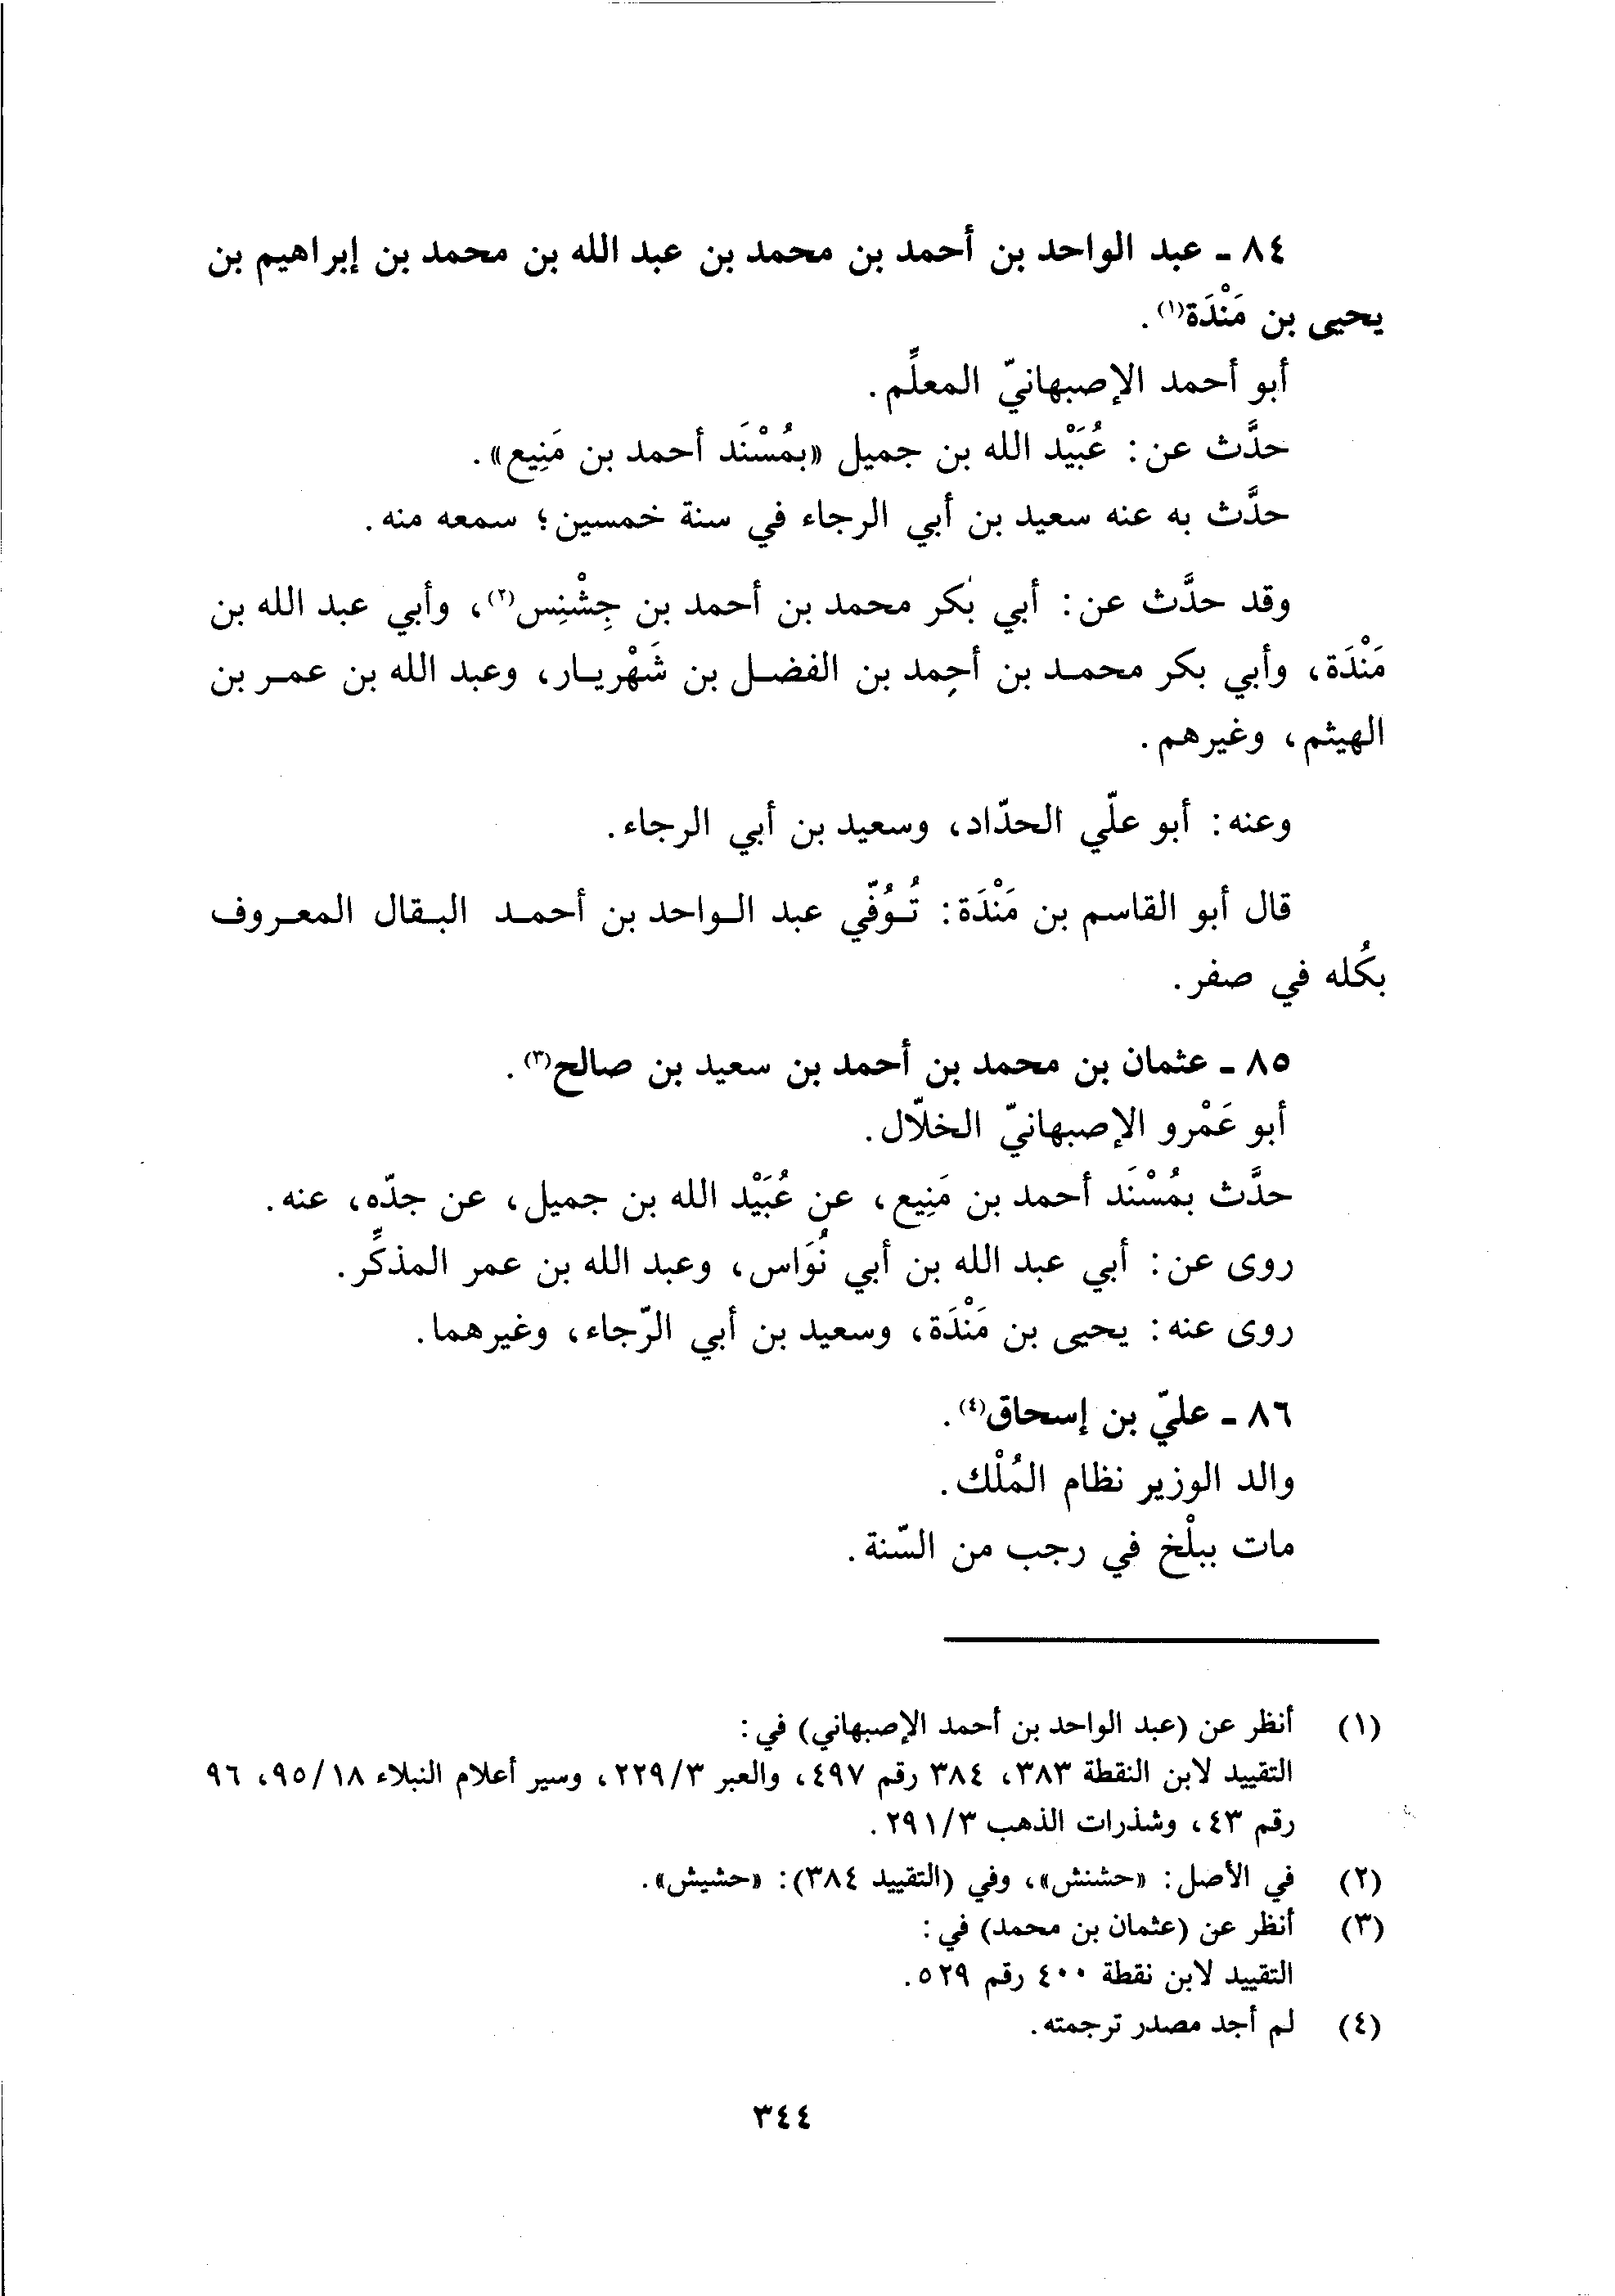 ٨٤ ـ عبد الواحد بن أحمد بن محمد بن عبد الله بن محمد بن إبراهيم بن
يحيى بن مَنْدَة(١).
أبو أحمد الإصبهانيّ المعلِّم.
حدَّث عن: عُبَيْد الله بن جميل «بمُسْنَد أحمد بن مَنِيع».
حدَّث به عنه سعيد بن أبي الرجاء في سنة خمسين؛ سمعه منه.
وقد حدَّث عن: أبي بكر محمد بن أحمد بن جِشْنِس(٢)، وأبي عبد الله بن
مَنْدَة، وأبي بكر محمـد بن أحمد بن الفضـل بن شَهْريـار، وعبد الله بن عمـر بن
الهيثم، وغيرهم.
وعنه: أبو علّي الحدّاد، وسعيد بن أبي الرجاء.
قال أبو القاسم بن مَنْدَة: تُـوُفّي عبد الـواحد بن أحمـد البـقال المعـروف
بكُله في صفر.
٨٥ ـ عثمان بن محمد بن أحمد بن سعيد بن صالح(٣).
أبو عَمْرو الإصبهانيّ الخلّال.
حدَّث بمُسْنَد أحمد بن مَنِيع، عن عُبَيْد الله بن جميل، عن جدّه، عنه.
روى عن: أبي عبد الله بن أبي نُوَاس، وعبد الله بن عمر المذكِّر.
روى عنه: يحيى بن مَنْدَة، وسعيد بن أبي الرّجاء، وغيرهما.
٨٦ ـ عليّ بن إسحاق(٤).
والد الوزير نظام المُلْك.
مات ببلْخ في رجب من السّنة.
(١) أنظر عن (عبد الواحد بن أحمد الإصبهاني) في:
التقييد لابن النقطة ٣٨٣، ٣٨٤ رقم ٤٩٧، والعبر ٢٢٩/٣، وسير أعلام النبلاء ٩٥/١٨، ٩٦
رقم ٤٣، وشذرات الذهب ٢٩١/٣.
(٢) في الأصل: «حشنش»، وفي (التقييد ٣٨٤): «حشيش».
(٣) أنظر عن (عثمان بن محمد) في:
التقييد لابن نقطة ٤٠٠ رقم ٥٢٩.
(٤) لم أجد مصدر ترجمته.
٣٤٤